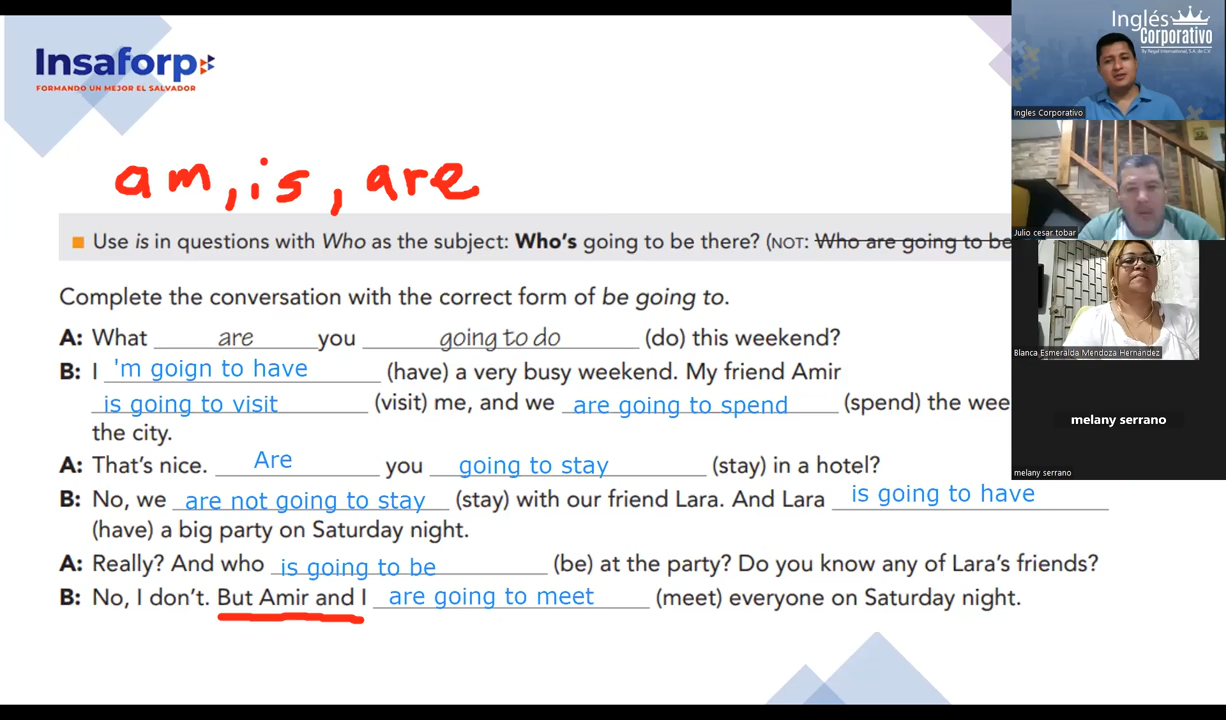 Insaforp
FORMANDO UN MEJOR EL SALVADOR
Inglés
Corporativo
By Regal International, S.A. de C.V.
Ingles Corporativo
am, is, are
Use is in questions with Who as the subject: Who's going to be there? (NOT: Who are going to be
Julio cesar tobar
Complete the conversation with the correct form of be going to.
A: What are you going to do (do) this weekend?
B: I 'm goign to have (have) a very busy weekend. My friend Amir
Blanca Esmeralda Mendoza Hernández
is going to visit (visit) me, and we are going to spend (spend) the wee
the city.
melany serrano
A: That's nice. Are you going to stay (stay) in a hotel?
melany serrano
B: No, we are not going to stay (stay) with our friend Lara. And Lara is going to have
(have) a big party on Saturday night.
A: Really? And who is going to be (be) at the party? Do you know any of Lara's friends?
B: No, I don't. But Amir and I are going to meet (meet) everyone on Saturday night.